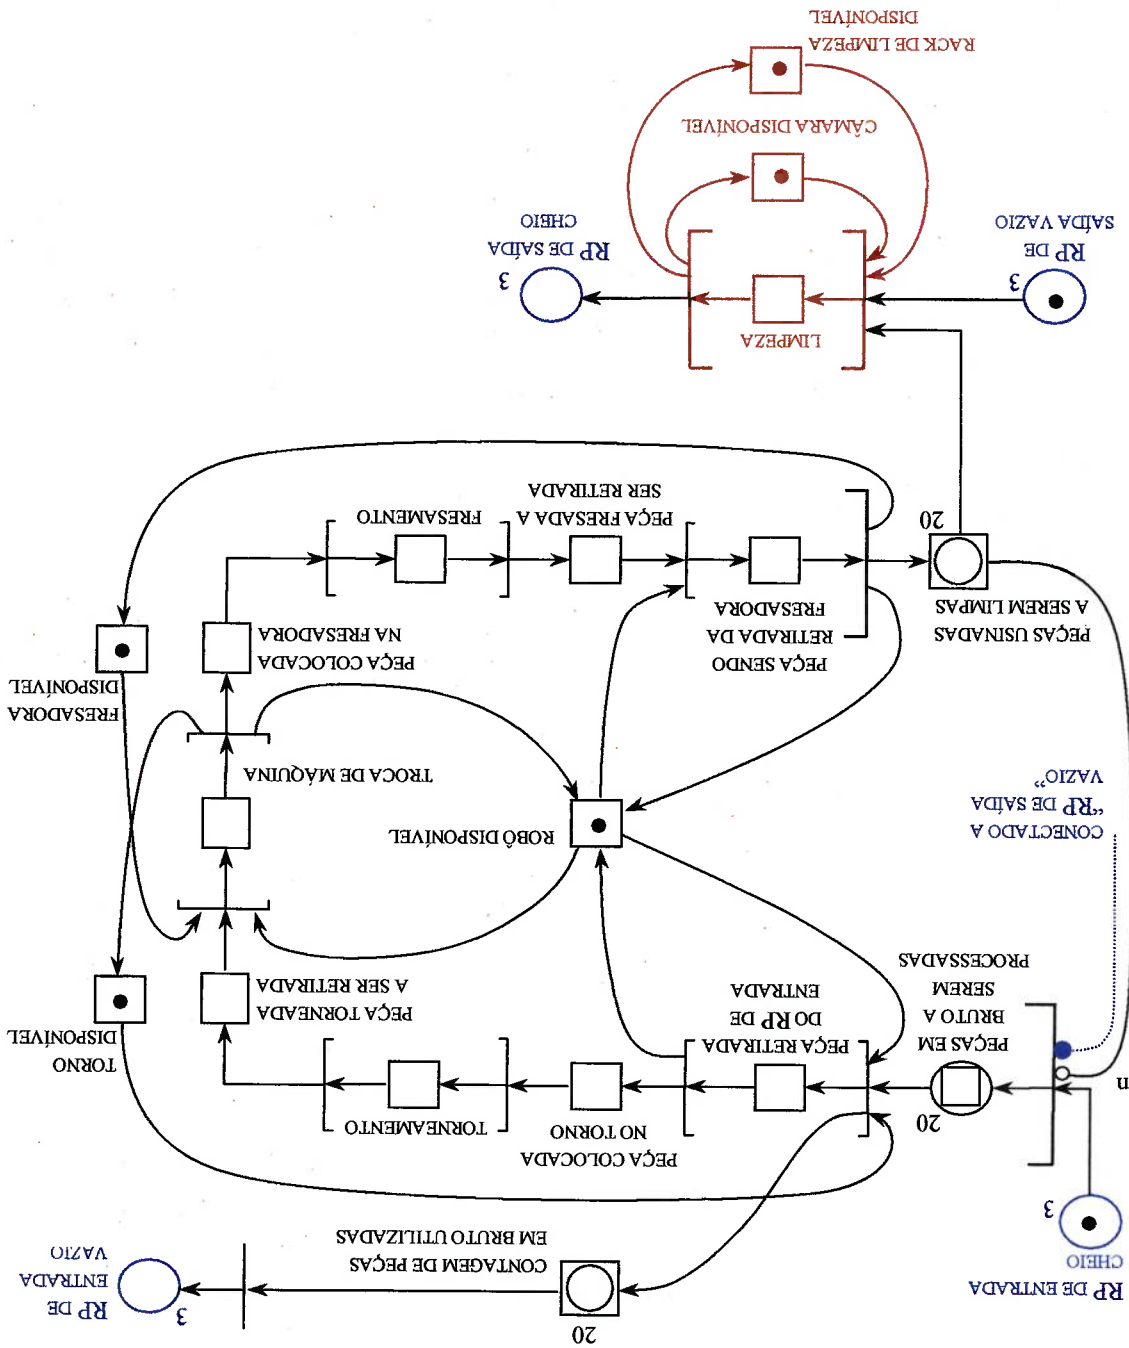 20
RP DE
ENTRADA
VAZIO
3
CONTAGEM DE PEÇAS
EM BRUTO UTILIZADAS
RP DE ENTRADA
CHEIO
3
n
20
PEÇAS EM
BRUTO A
SEREM
PROCESSADAS
PEÇA RETIRADA
DO RP DE
ENTRADA
PEÇA COLOCADA
NO TORNO
TORNEAMENTO
TORNO
DISPONÍVEL
PEÇA TORNEADA
A SER RETIRADA
CONECTADO A
“RP DE SAÍDA
VAZIO”
ROBÔ DISPONÍVEL
TROCA DE MÁQUINA
FRESADORA
DISPONÍVEL
PEÇA COLOCADA
NA FRESADORA
PEÇA SENDO
RETIRADA DA
FRESADORA
PEÇAS USINADAS
A SEREM LIMPAS
20
PEÇA FRESADA A
SER RETIRADA
FRESAMENTO
LIMPEZA
RP DE
SAÍDA VAZIO
3
RP DE SAÍDA
CHEIO
3
CÂMARA DISPONÍVEL
RACK DE LIMPEZA
DISPONÍVEL